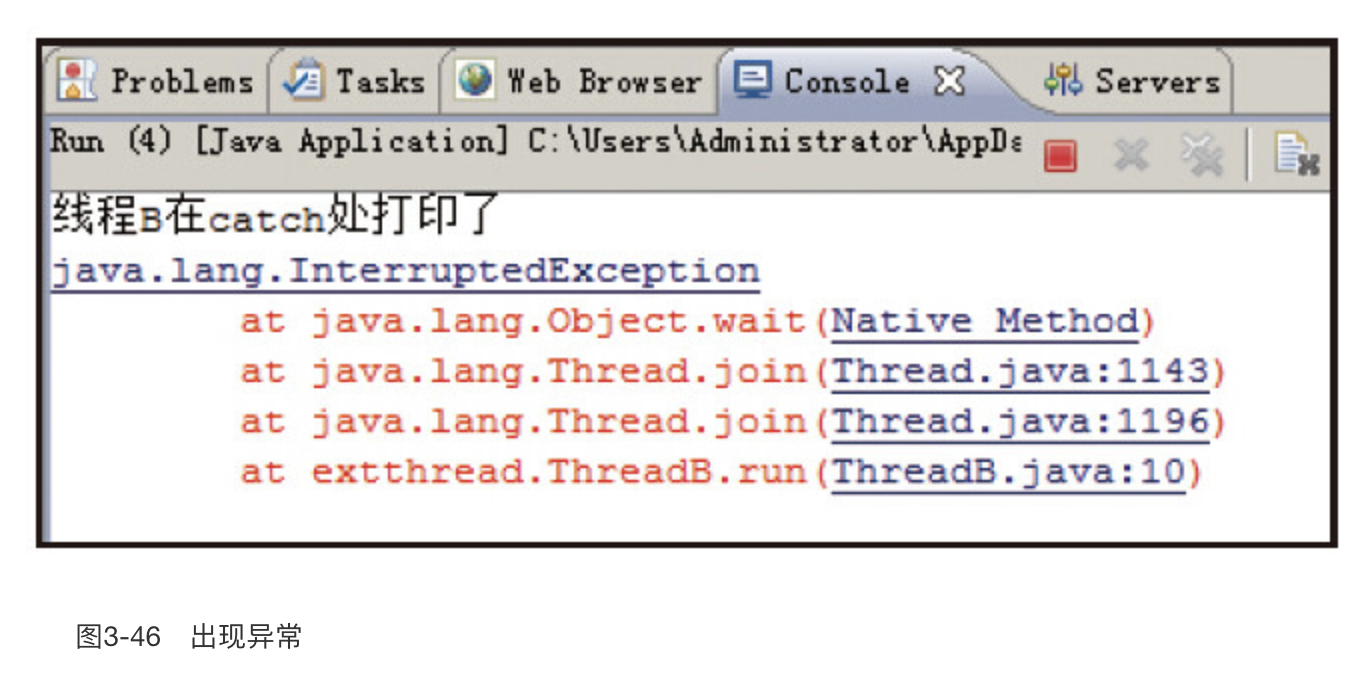 Problems Tasks Web Browser Console Servers
Run (4) [Java Application] C:\Users\Administrator\AppDa
线程B在catch处打印了
java.lang.InterruptedException
at java.lang.Object.wait(Native Method)
at java.lang.Thread.join(Thread.java:1143)
at java.lang.Thread.join(Thread.java:1196)
at extthread.ThreadB.run(ThreadB.java:10)
图3-46 出现异常